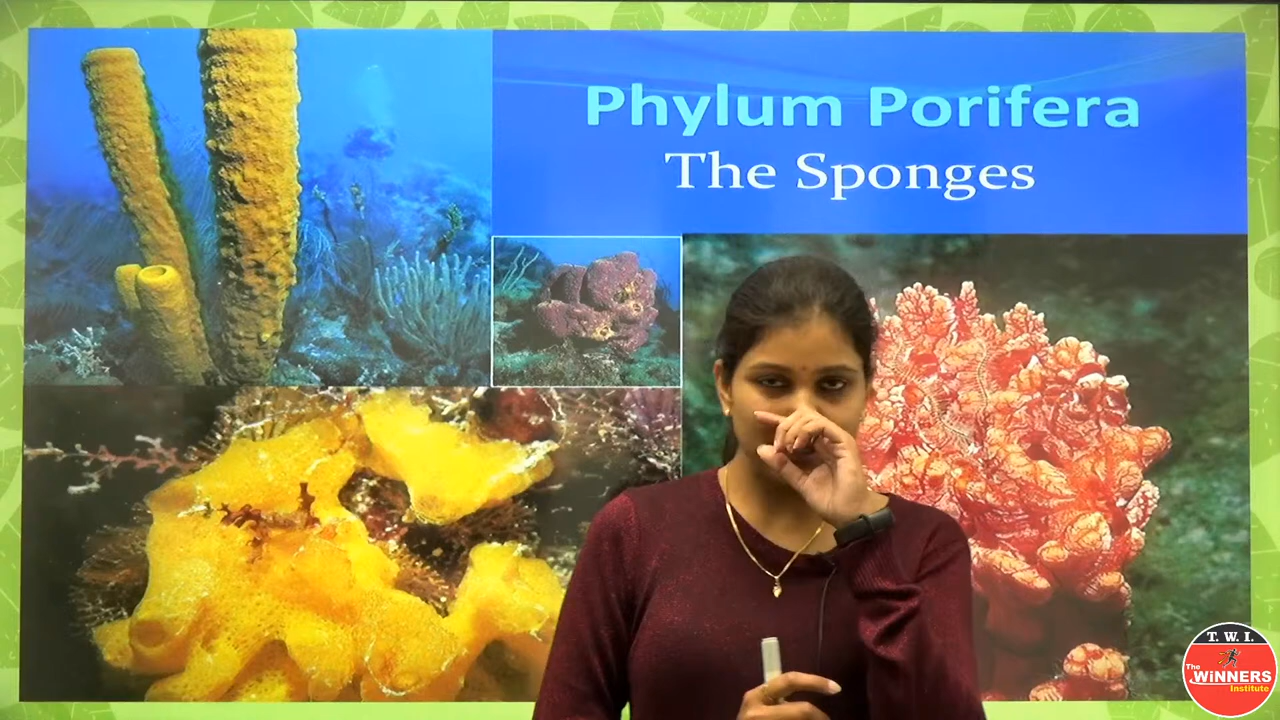 Phylum Porifera
The Sponges
T. W. I.
The
WiNNERS
Institute